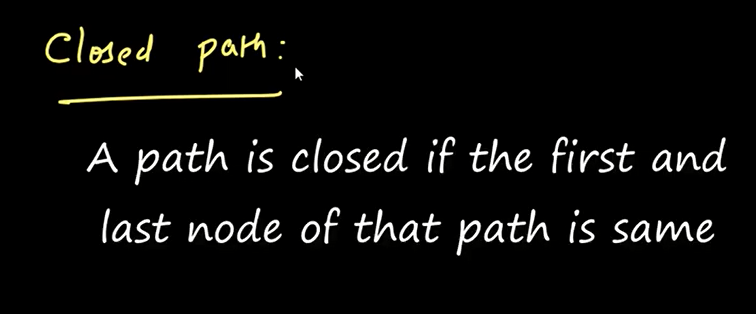 Closed path:
A path is closed if the first and
last node of that path is same